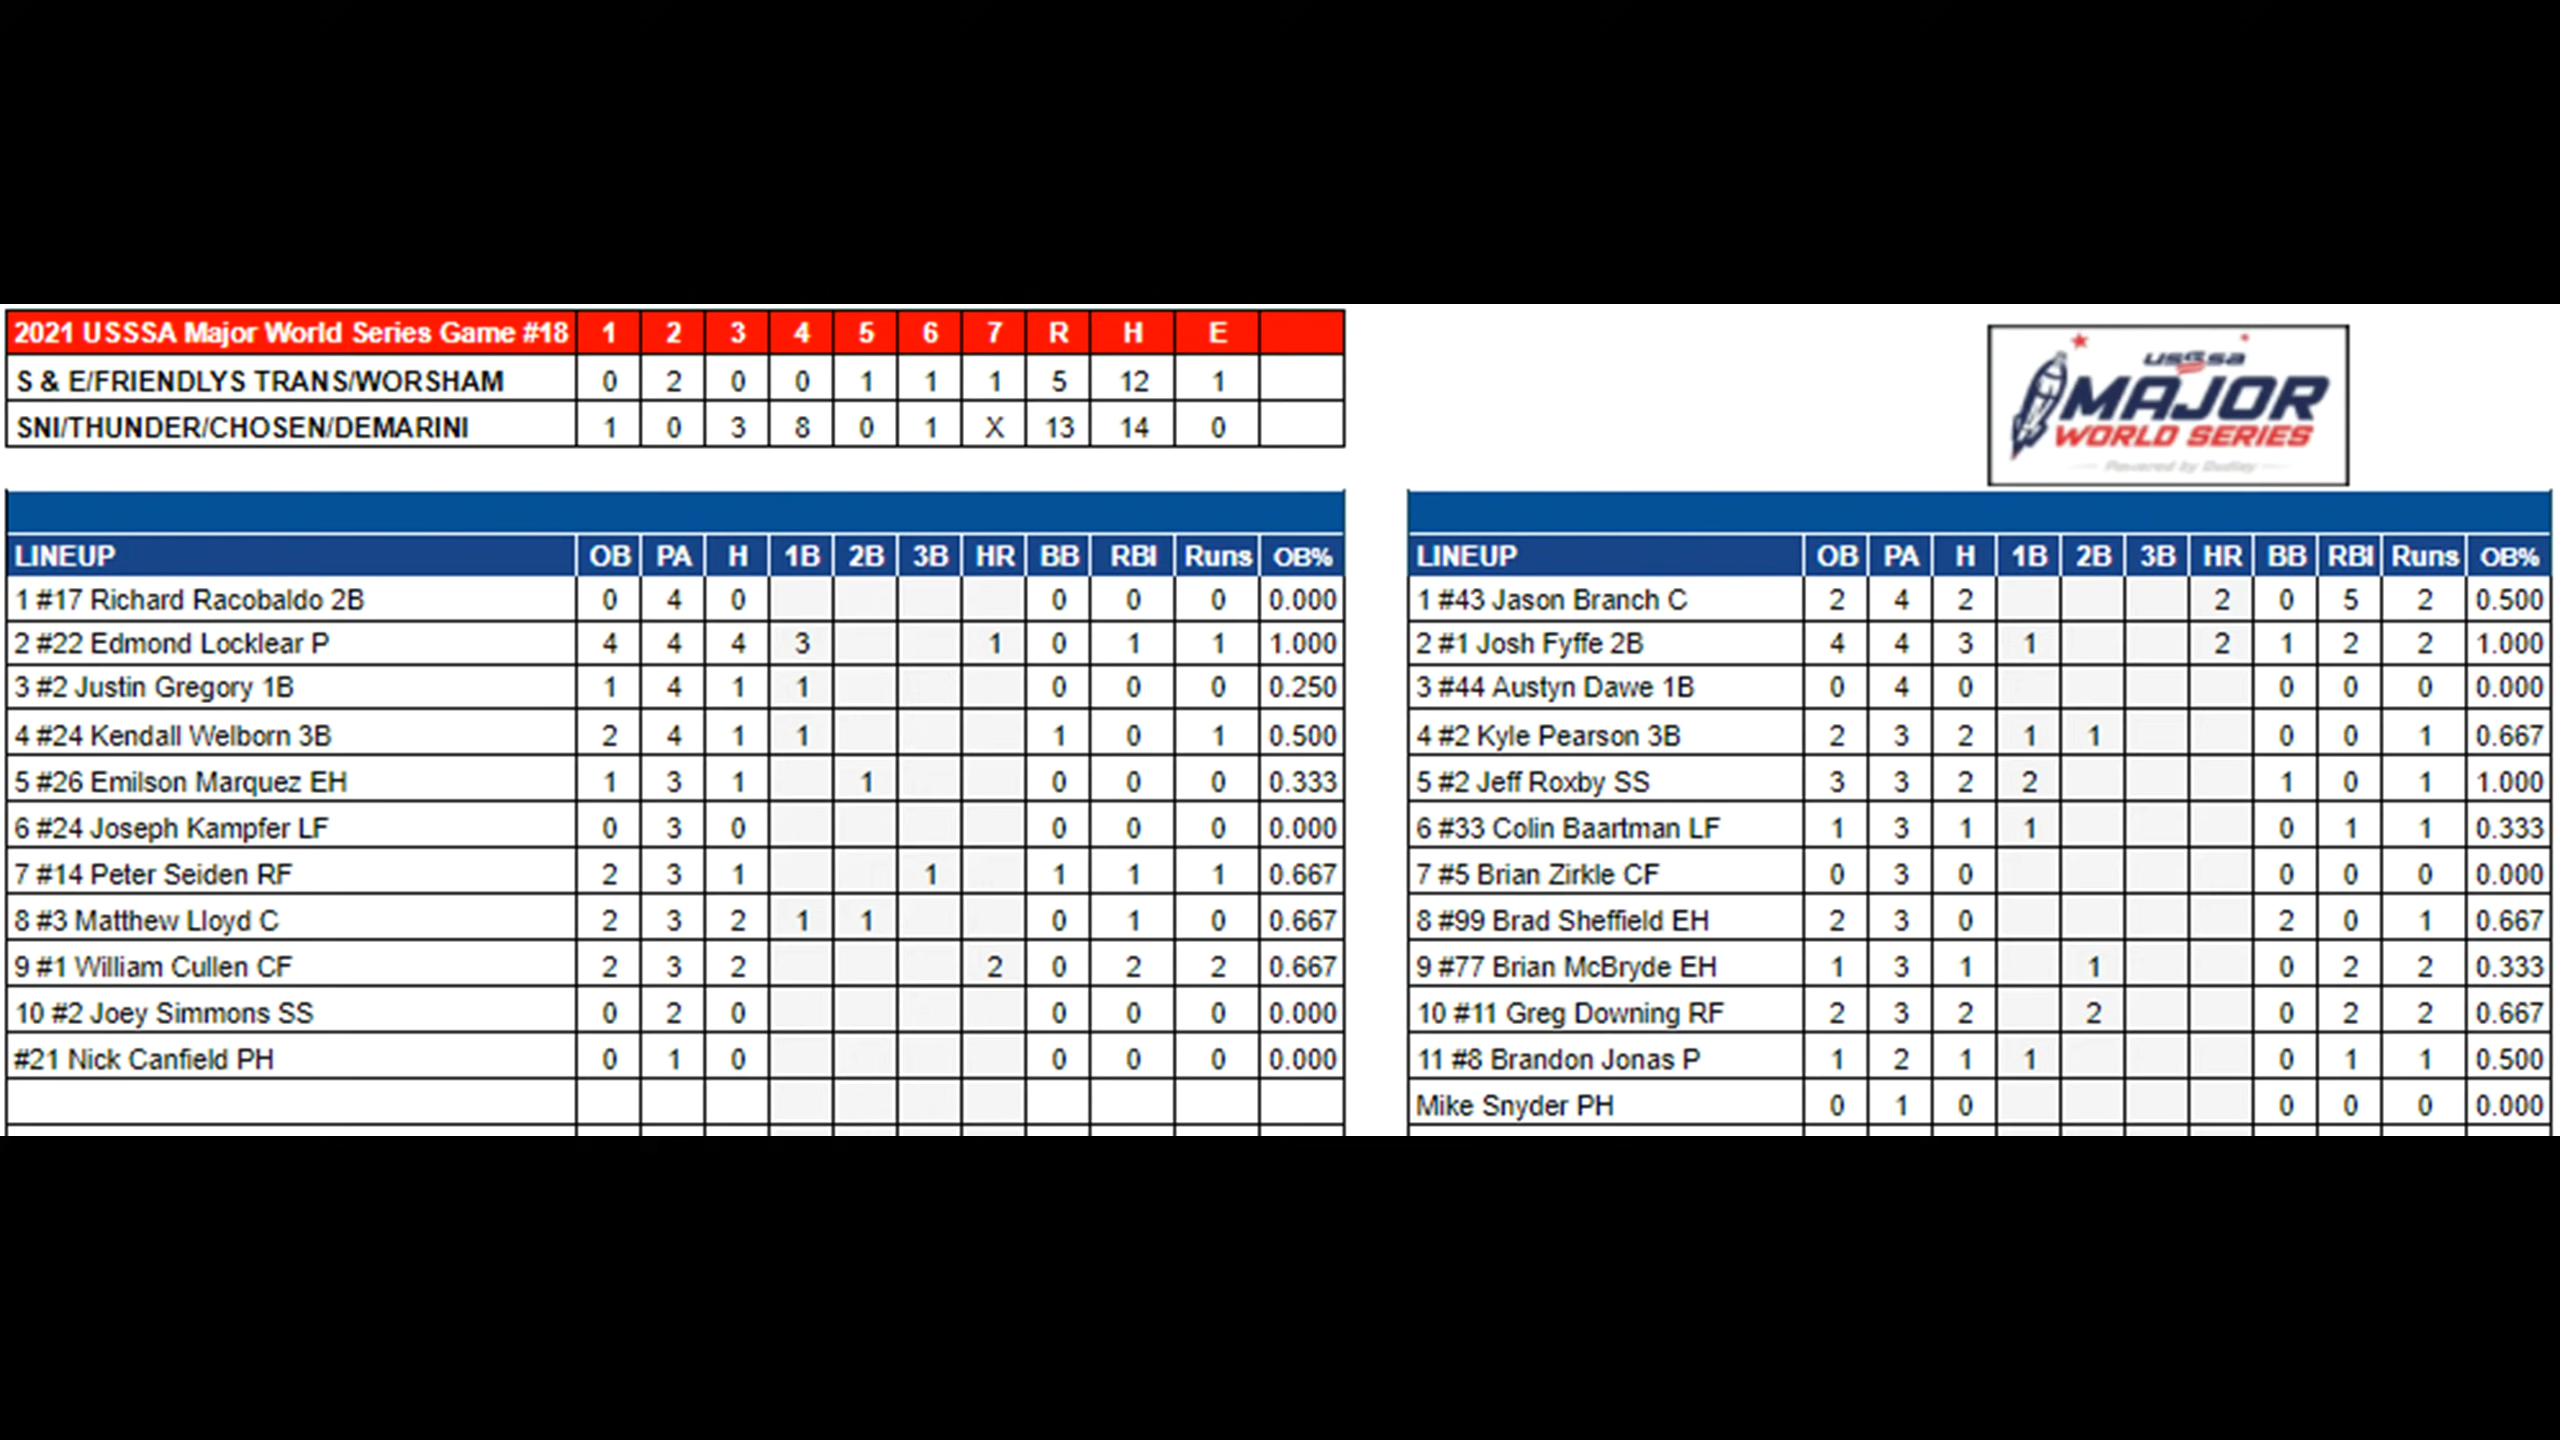 2021 USSSA Major World Series Game #18 1 2 3 4 5 6 7 R H E
S & E/FRIENDLYS TRANS/WORSHAM 0 2 0 0 1 1 1 5 12 1
SNI/THUNDER/CHOSEN/DEMARINI 1 0 3 8 0 1 X 13 14 0
usssa
MAJOR
WORLD SERIES
Powered by Dudley
LINEUP OB PA H 1B 2B 3B HR BB RBI Runs OB%
1 #17 Richard Racobaldo 2B 0 4 0 0 0 0 0.000
2 #22 Edmond Locklear P 4 4 4 3 1 0 1 1 1.000
3 #2 Justin Gregory 1B 1 4 1 1 0 0 0 0.250
4 #24 Kendall Welborn 3B 2 4 1 1 1 0 1 0.500
5 #26 Emilson Marquez EH 1 3 1 1 0 0 0 0.333
6 #24 Joseph Kampfer LF 0 3 0 0 0 0 0.000
7 #14 Peter Seiden RF 2 3 1 1 1 1 1 0.667
8 #3 Matthew Lloyd C 2 3 2 1 1 0 1 0 0.667
9 #1 William Cullen CF 2 3 2 2 0 2 2 0.667
10 #2 Joey Simmons SS 0 2 0 0 0 0 0.000
#21 Nick Canfield PH 0 1 0 0 0 0 0.000
LINEUP OB PA H 1B 2B 3B HR BB RBI Runs OB%
1 #43 Jason Branch C 2 4 2 2 0 5 2 0.500
2 #1 Josh Fyffe 2B 4 4 3 1 2 1 2 2 1.000
3 #44 Austyn Dawe 1B 0 4 0 0 0 0 0.000
4 #2 Kyle Pearson 3B 2 3 2 1 1 0 0 1 0.667
5 #2 Jeff Roxby SS 3 3 2 2 1 0 1 1.000
6 #33 Colin Baartman LF 1 3 1 1 0 1 1 0.333
7 #5 Brian Zirkle CF 0 3 0 0 0 0 0.000
8 #99 Brad Sheffield EH 2 3 0 2 0 1 0.667
9 #77 Brian McBryde EH 1 3 1 1 0 2 2 0.333
10 #11 Greg Downing RF 2 3 2 2 0 2 2 0.667
11 #8 Brandon Jonas P 1 2 1 1 0 1 1 0.500
Mike Snyder PH 0 1 0 0 0 0 0.000